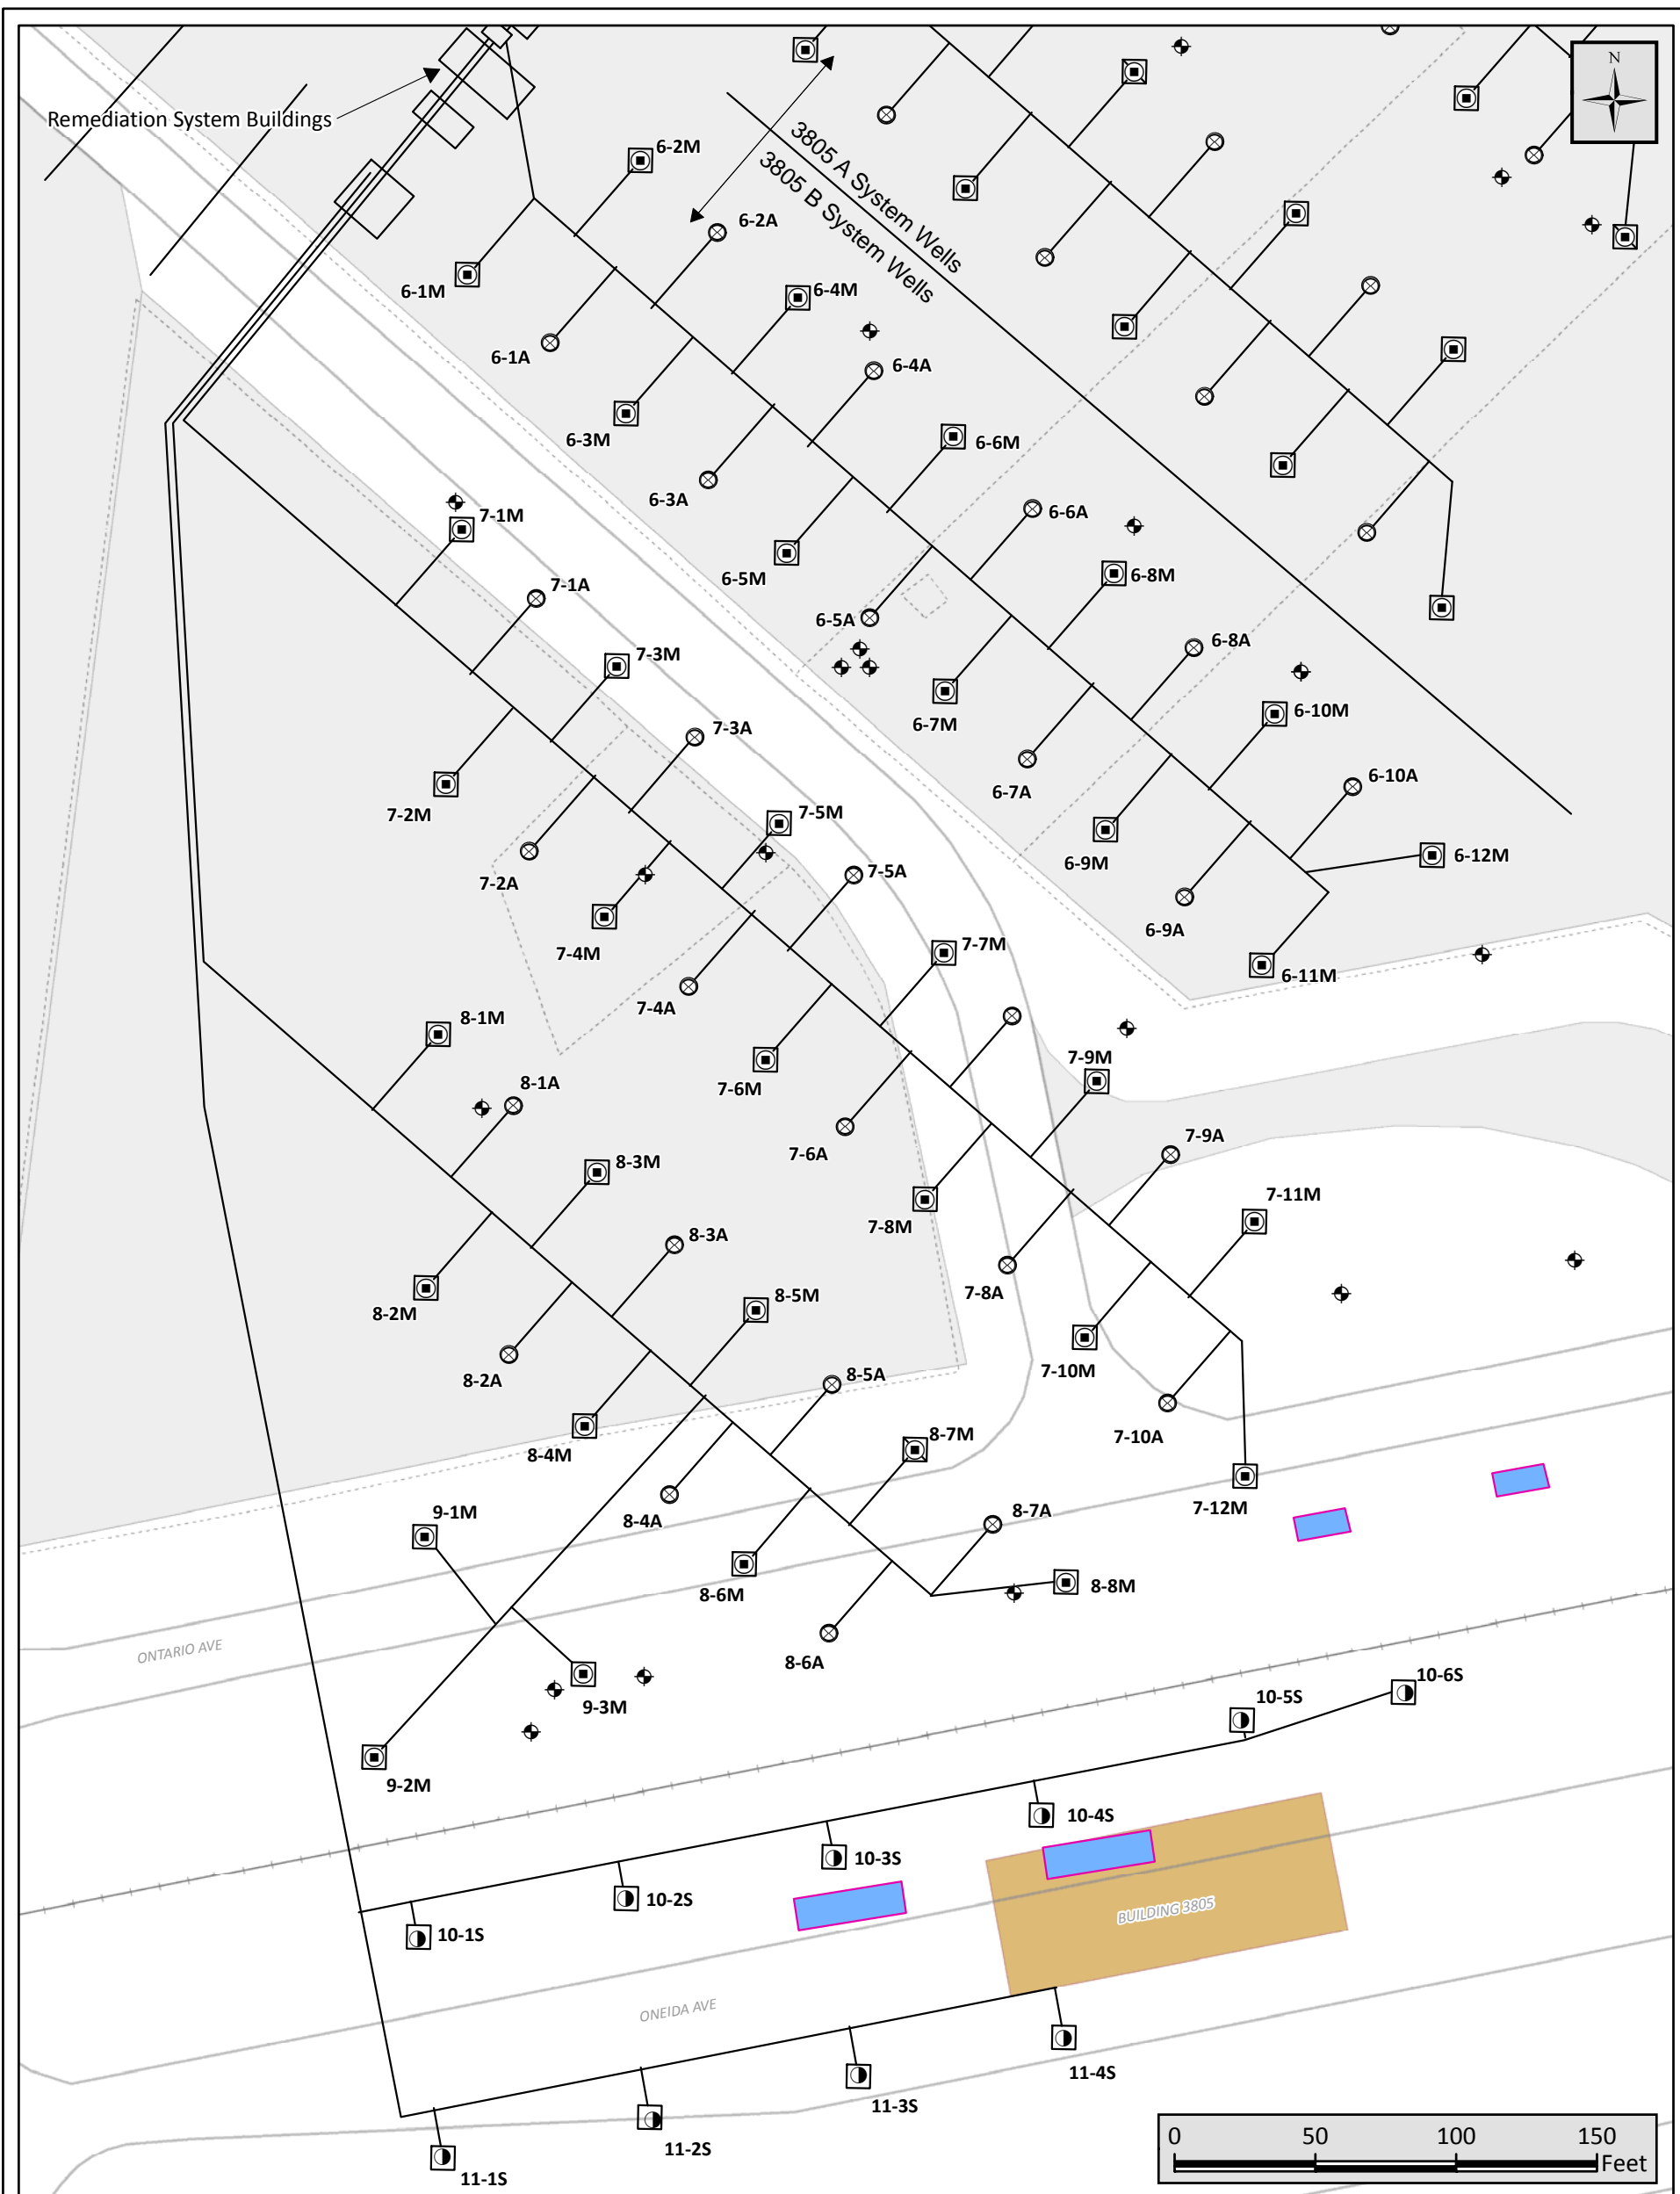 N
Remediation System Buildings
3805 A System Wells
3805 B System Wells
6-2M
6-2A
6-1M
6-4M
6-1A
6-4A
6-3M
6-6M
6-3A
7-1M
6-6A
6-5M
6-8M
7-1A
6-5A
6-8A
7-3M
6-10M
6-7M
7-3A
6-10A
6-7A
7-2M
7-5M
6-12M
6-9M
7-5A
7-2A
6-9A
7-7M
7-4M
6-11M
7-4A
8-1M
7-9M
8-1A
7-6M
7-9A
7-6A
8-3M
7-11M
7-8M
8-3A
7-8A
8-5M
8-2M
7-10M
8-5A
8-2A
7-10A
8-7M
8-4M
7-12M
8-7A
9-1M
8-4A
8-8M
8-6M
ONTARIO AVE
8-6A
10-6S
10-5S
9-3M
9-2M
10-4S
10-3S
10-2S
BUILDING 3805
10-1S
ONEIDA AVE
11-4S
11-3S
11-2S
11-1S
0 50 100 150
Feet